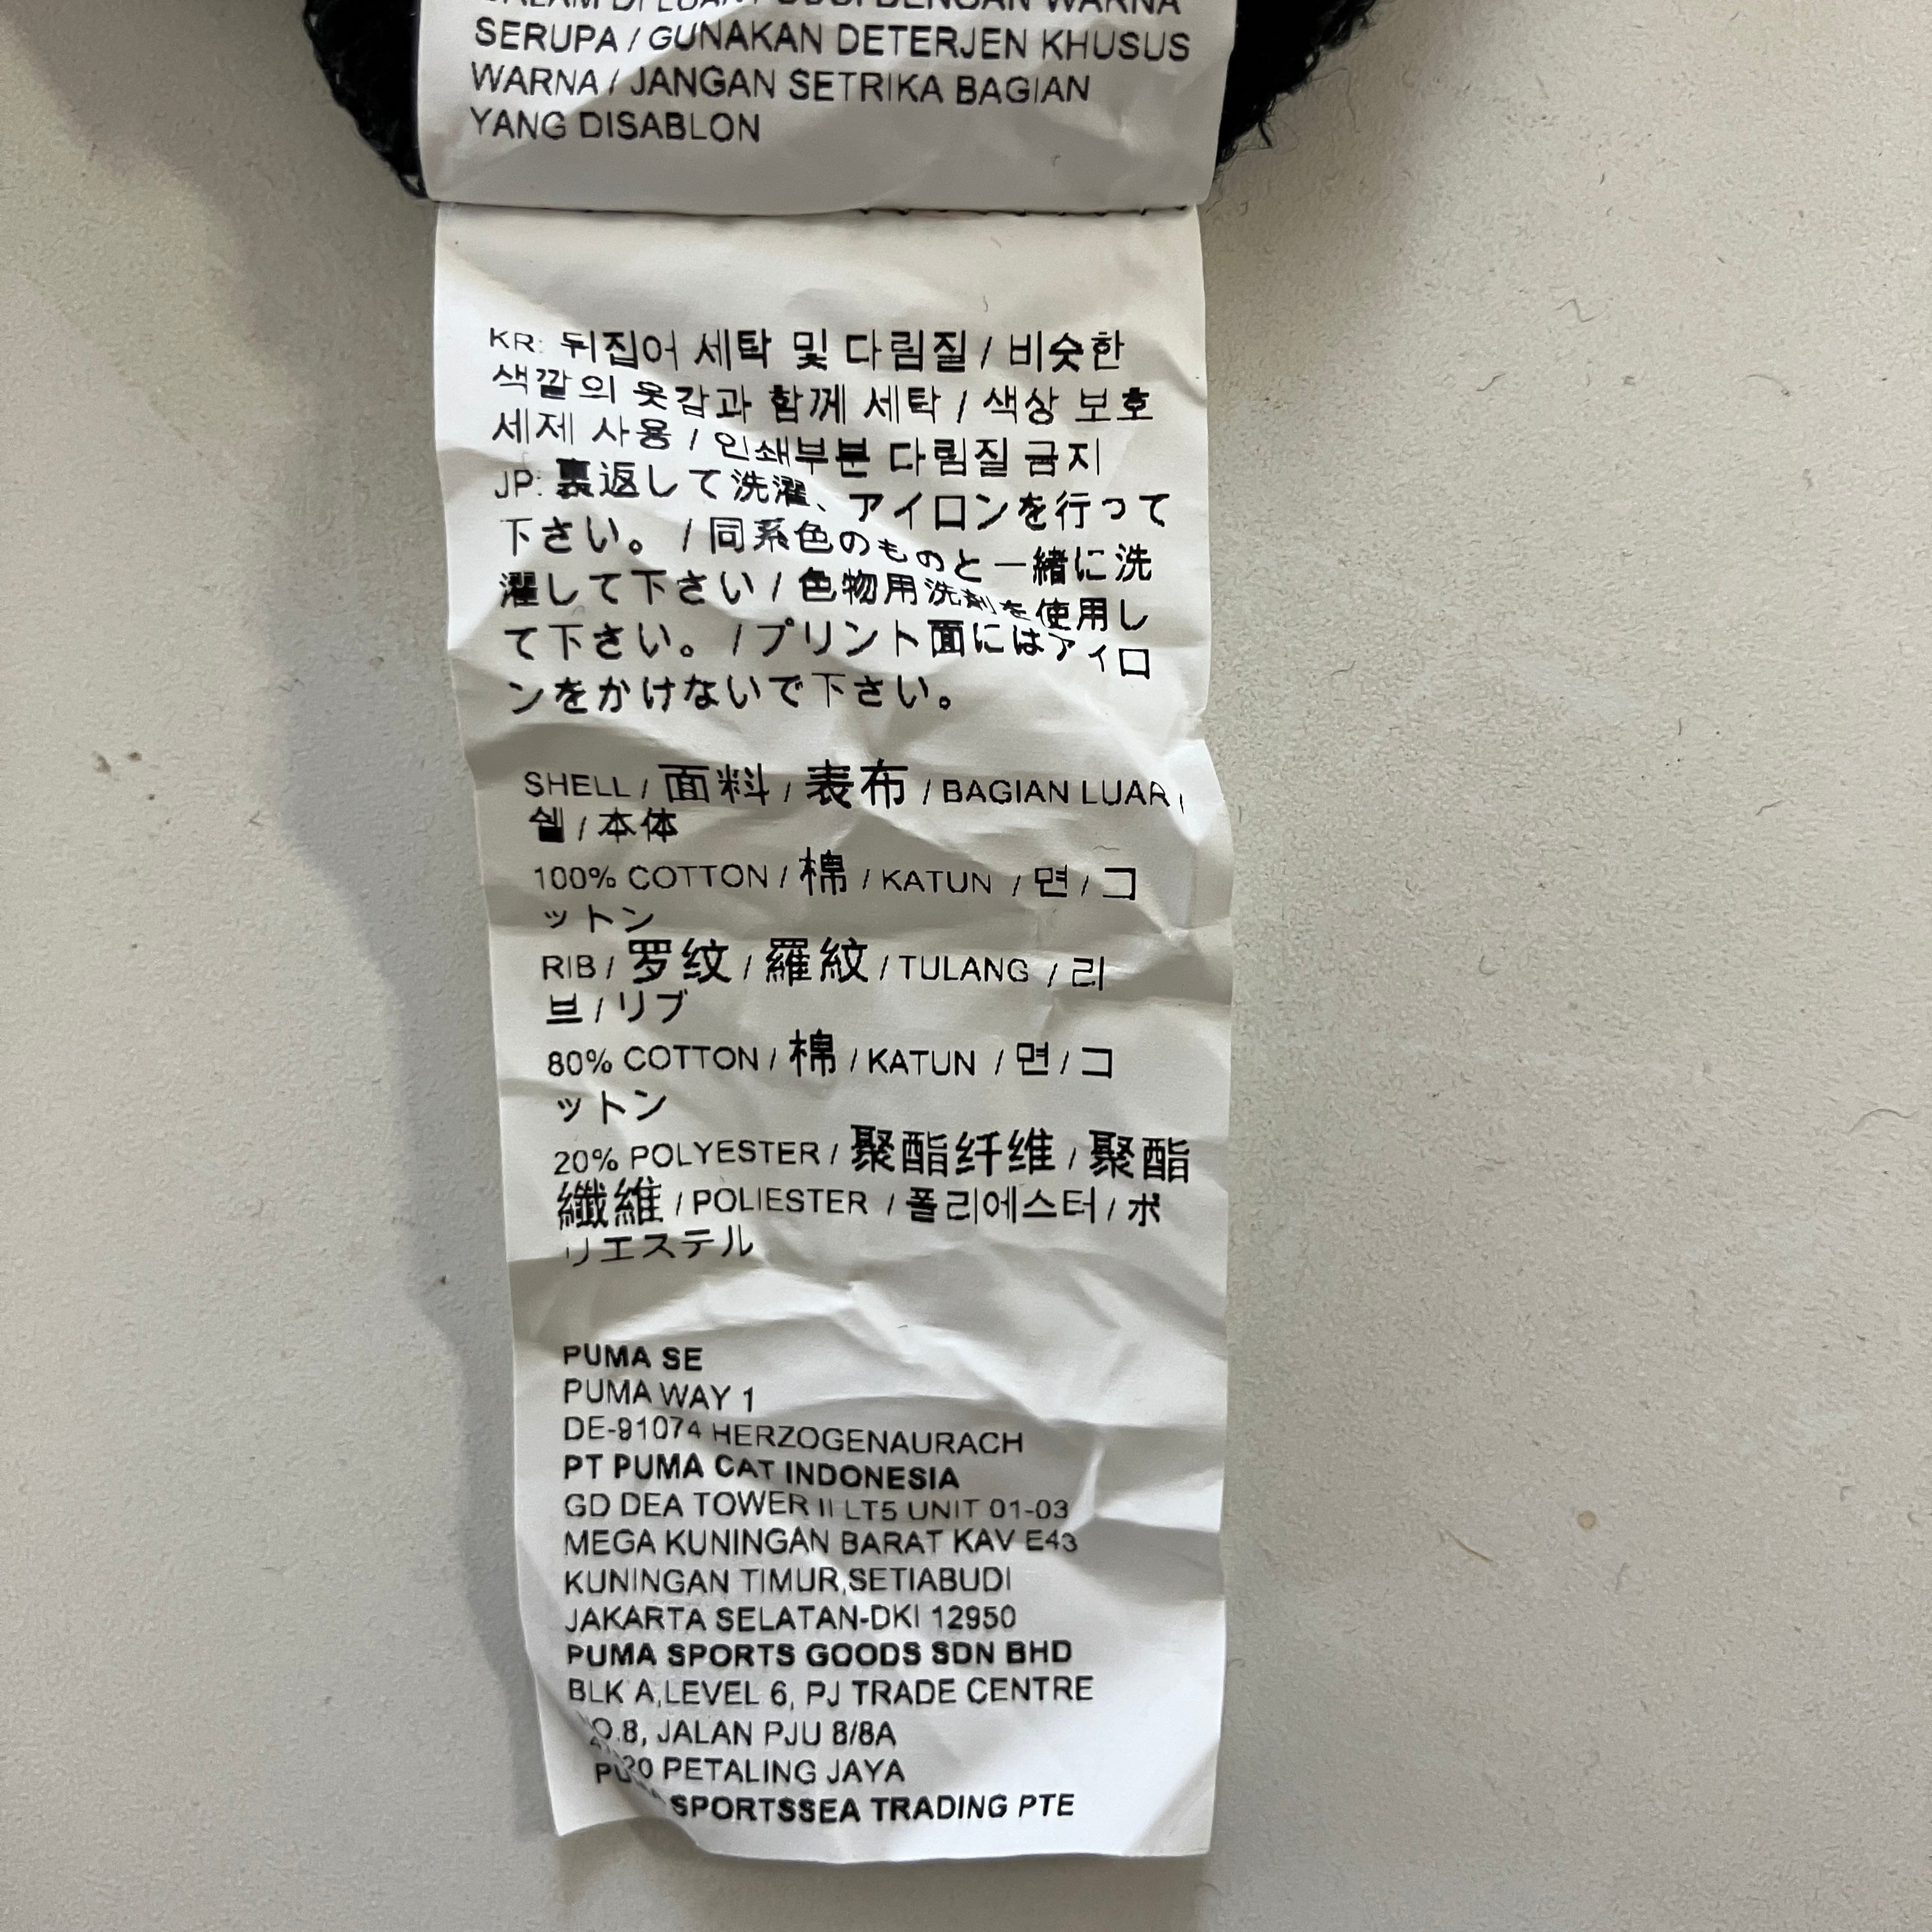 DENGAN WARNA
SERUPA / GUNAKAN DETERJEN KHUSUS
WARNA / JANGAN SETRIKA BAGIAN
YANG DISABLON
KR: 뒤집어 세탁 및 다림질 / 비슷한
색깔의 옷감과 함께 세탁 / 색상 보호
세제 사용 / 인쇄부분 다림질 금지
JP: 裏返して洗濯、アイロンを行って
下さい。 / 同系色のものと一緒に洗
濯して下さい / 色物用洗剤を使用し
て下さい。 / プリント面にはアイロ
ンをかけないで下さい。
SHELL / 面料 / 表布 / BAGIAN LUAR /
쉘 / 本体
100% COTTON / 棉 / KATUN / 면 / コ
ットン
RIB / 罗纹 / 羅紋 / TULANG / 리
브 / リブ
80% COTTON / 棉 / KATUN / 면 / コ
ットン
20% POLYESTER / 聚酯纤维 / 聚酯
纖維 / POLIESTER / 폴리에스터 / ポ
リエステル
PUMA SE
PUMA WAY 1
DE-91074 HERZOGENAURACH
PT PUMA CAT INDONESIA
GD DEA TOWER II LT5 UNIT 01-03
MEGA KUNINGAN BARAT KAV E43
KUNINGAN TIMUR,SETIABUDI
JAKARTA SELATAN-DKI 12950
PUMA SPORTS GOODS SDN BHD
BLK A,LEVEL 6, PJ TRADE CENTRE
NO.8, JALAN PJU 8/8A
PETALING JAYA
SPORTSSEA TRADING PTE